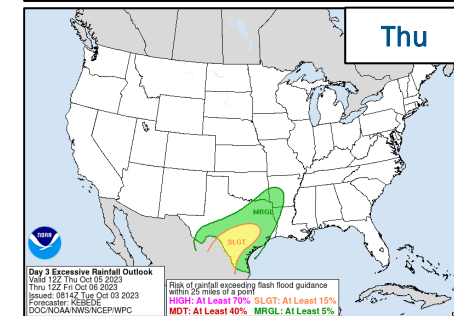 Thu
MRGL
SLGT
NOAA
Day 3 Excessive Rainfall Outlook
Valid 12Z Thu Oct 05 2023
Thru 12Z Fri Oct 06 2023
Issued: 0814Z Tue Oct 03 2023
Forecaster: KEBEDE
DOC/NOAA/NWS/NCEP/WPC
Risk of rainfall exceeding flash flood guidance
within 25 miles of a point
HIGH: At Least 70% SLGT: At Least 15%
MDT: At Least 40% MRGL: At Least 5%